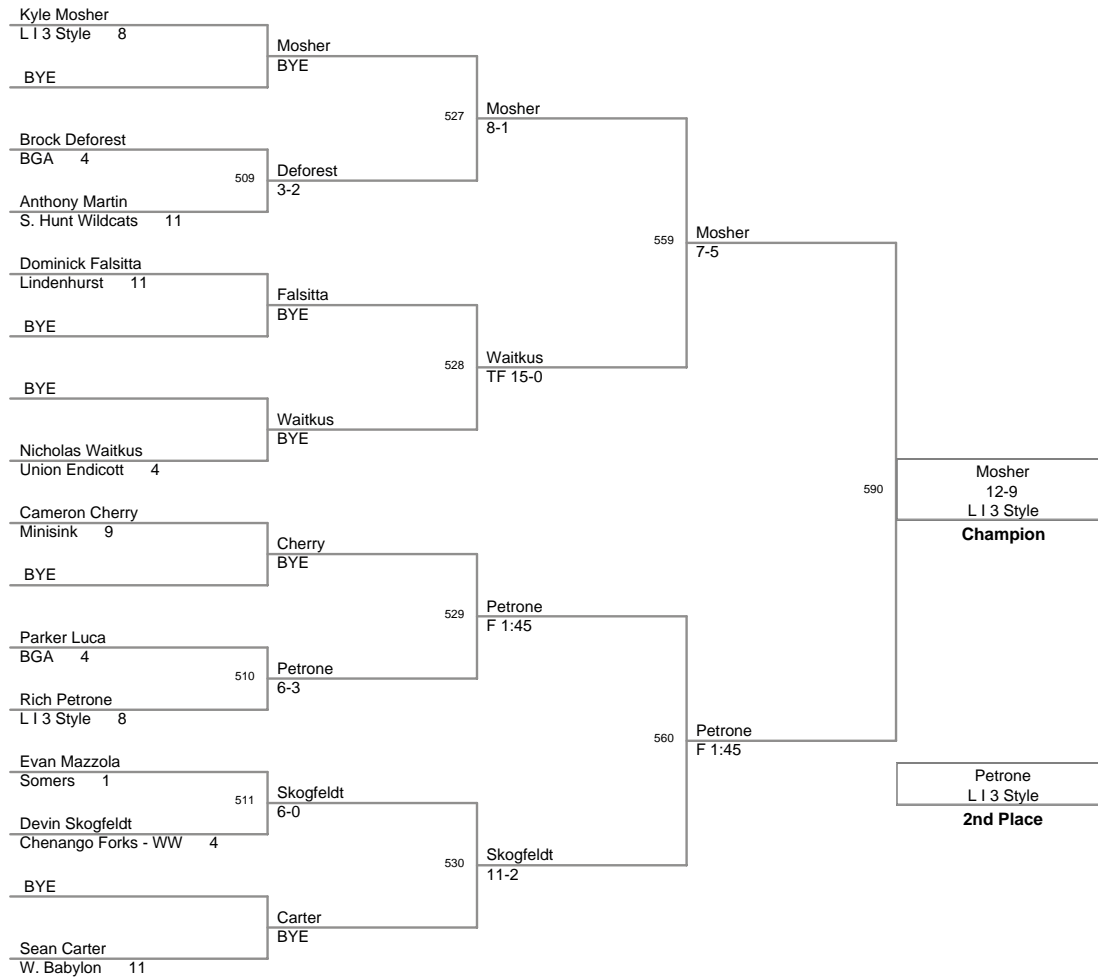 Kyle Mosher
L I 3 Style 8
BYE
Brock Deforest
BGA 4
509
Anthony Martin
S. Hunt Wildcats 11
Dominick Falsitta
Lindenhurst 11
BYE
BYE
Nicholas Waitkus
Union Endicott 4
Cameron Cherry
Minisink 9
BYE
Parker Luca
BGA 4
510
Rich Petrone
L I 3 Style 8
Evan Mazzola
Somers 1
511
Devin Skogfeldt
Chenango Forks - WW 4
BYE
Sean Carter
W. Babylon 11
Mosher
BYE
527
Deforest
3-2
Falsitta
BYE
528
Waitkus
BYE
Cherry
BYE
529
Petrone
6-3
Skogfeldt
6-0
530
Carter
BYE
Mosher
8-1
559
Waitkus
TF 15-0
Petrone
F 1:45
560
Skogfeldt
11-2
Mosher
7-5
590
Petrone
F 1:45
Mosher
12-9
L I 3 Style
Champion
Petrone
L I 3 Style
2nd Place